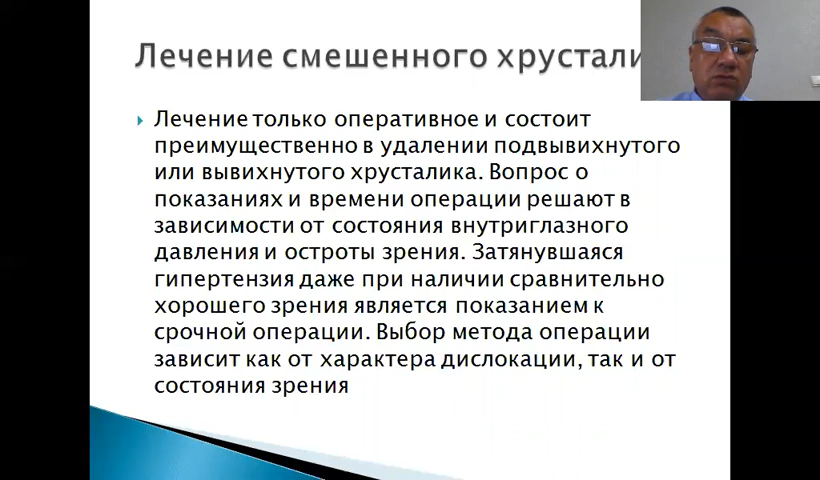 Лечение смешенного хрустали
Лечение только оперативное и состоит
преимущественно в удалении подвывихнутого
или вывихнутого хрусталика. Вопрос о
показаниях и времени операции решают в
зависимости от состояния внутриглазного
давления и остроты зрения. Затянувшаяся
гипертензия даже при наличии сравнительно
хорошего зрения является показанием к
срочной операции. Выбор метода операции
зависит как от характера дислокации, так и от
состояния зрения